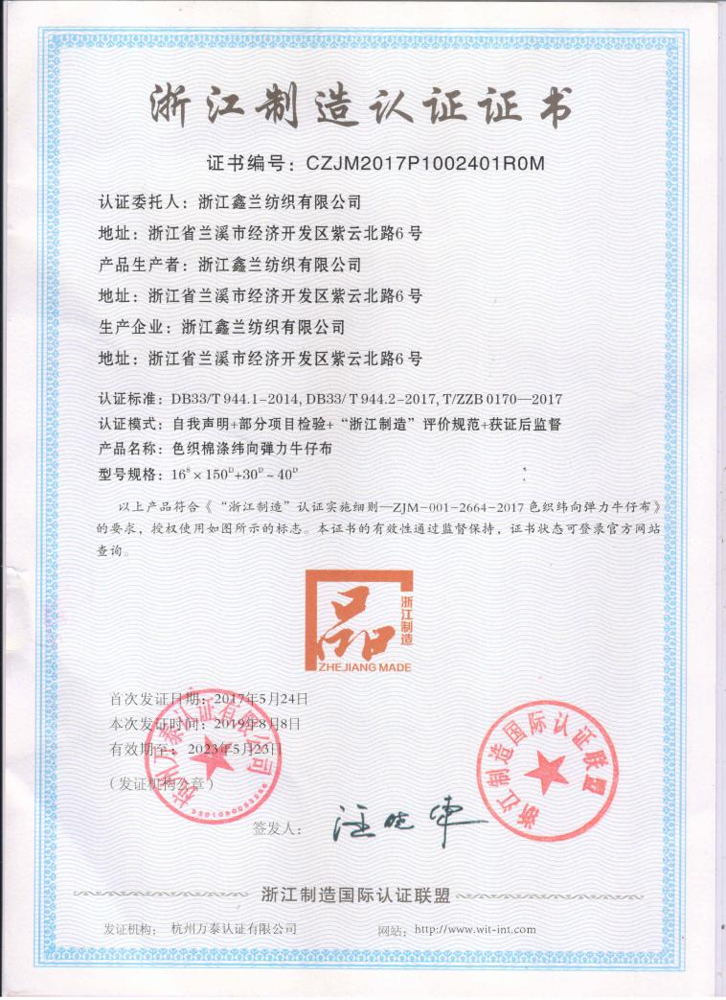 浙江制造认证证书
证书编号：CZJM2017P1002401R0M
认证委托人：浙江鑫兰纺织有限公司
地址：浙江省兰溪市经济开发区紫云北路6号
产品生产者：浙江鑫兰纺织有限公司
地址：浙江省兰溪市经济开发区紫云北路6号
生产企业：浙江鑫兰纺织有限公司
地址：浙江省兰溪市经济开发区紫云北路6号
认证标准：DB33/T 944.1-2014, DB33/ T 944.2-2017, T/ZZB 0170—2017
认证模式：自我声明+部分项目检验+“浙江制造”评价规范+获证后监督
产品名称：色织棉涤纬向弹力牛仔布
型号规格：16S×150D+30D~40D
以上产品符合《“浙江制造”认证实施细则—ZJM-001-2664-2017 色织纬向弹力牛仔布》
的要求，授权使用如图所示的标志。本证书的有效性通过监督保持，证书状态可登录官方网站
查询。
品
浙江制造
ZHEJIANG MADE
首次发证日期：2017年5月24日
本次发证时间：2019年8月8日
有效期至：2023年5月23日
（发证机构公章）
杭州万泰认证有限公司
浙江制造国际认证联盟
签发人：
浙江制造国际认证联盟
发证机构：杭州万泰认证有限公司
网站：http://www.wit-int.com